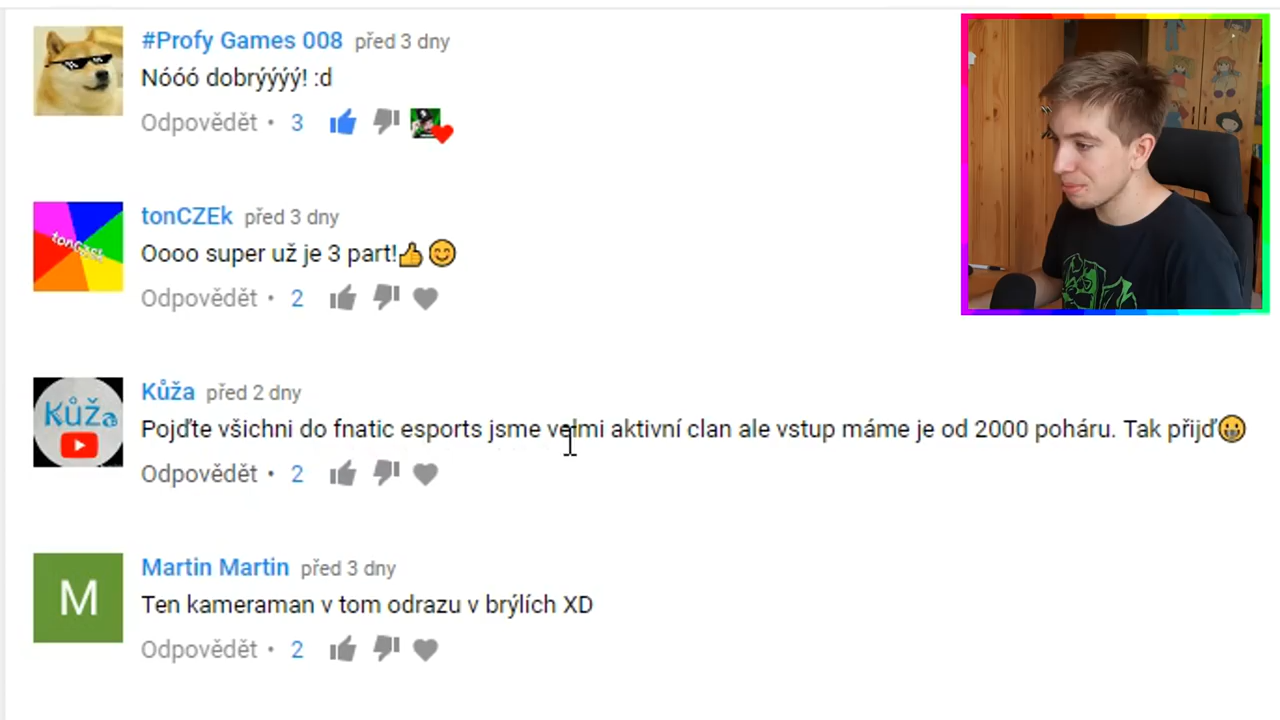 #Profy Games 008 před 3 dny
Nóóó dobrýýýý! :d
Odpovědět • 3
tonCZEk
tonCZEk před 3 dny
Oooo super už je 3 part!👍😊
Odpovědět • 2
Kůža
Kůža před 2 dny
Pojďte všichni do fnatic esports jsme velmi aktivní clan ale vstup máme je od 2000 poháru. Tak přijď😀
Odpovědět • 2
M
Martin Martin před 3 dny
Ten kameraman v tom odrazu v brýlích XD
Odpovědět • 2